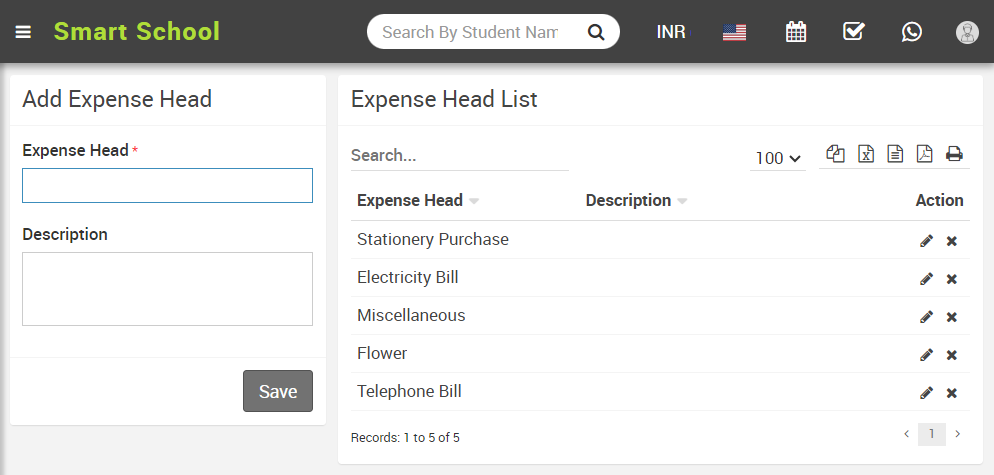 Smart School
Search By Student Nam
INR
Add Expense Head
Expense Head *
Description
Save
Expense Head List
Search...
100
Expense Head Description Action
Stationery Purchase
Electricity Bill
Miscellaneous
Flower
Telephone Bill
Records: 1 to 5 of 5
1